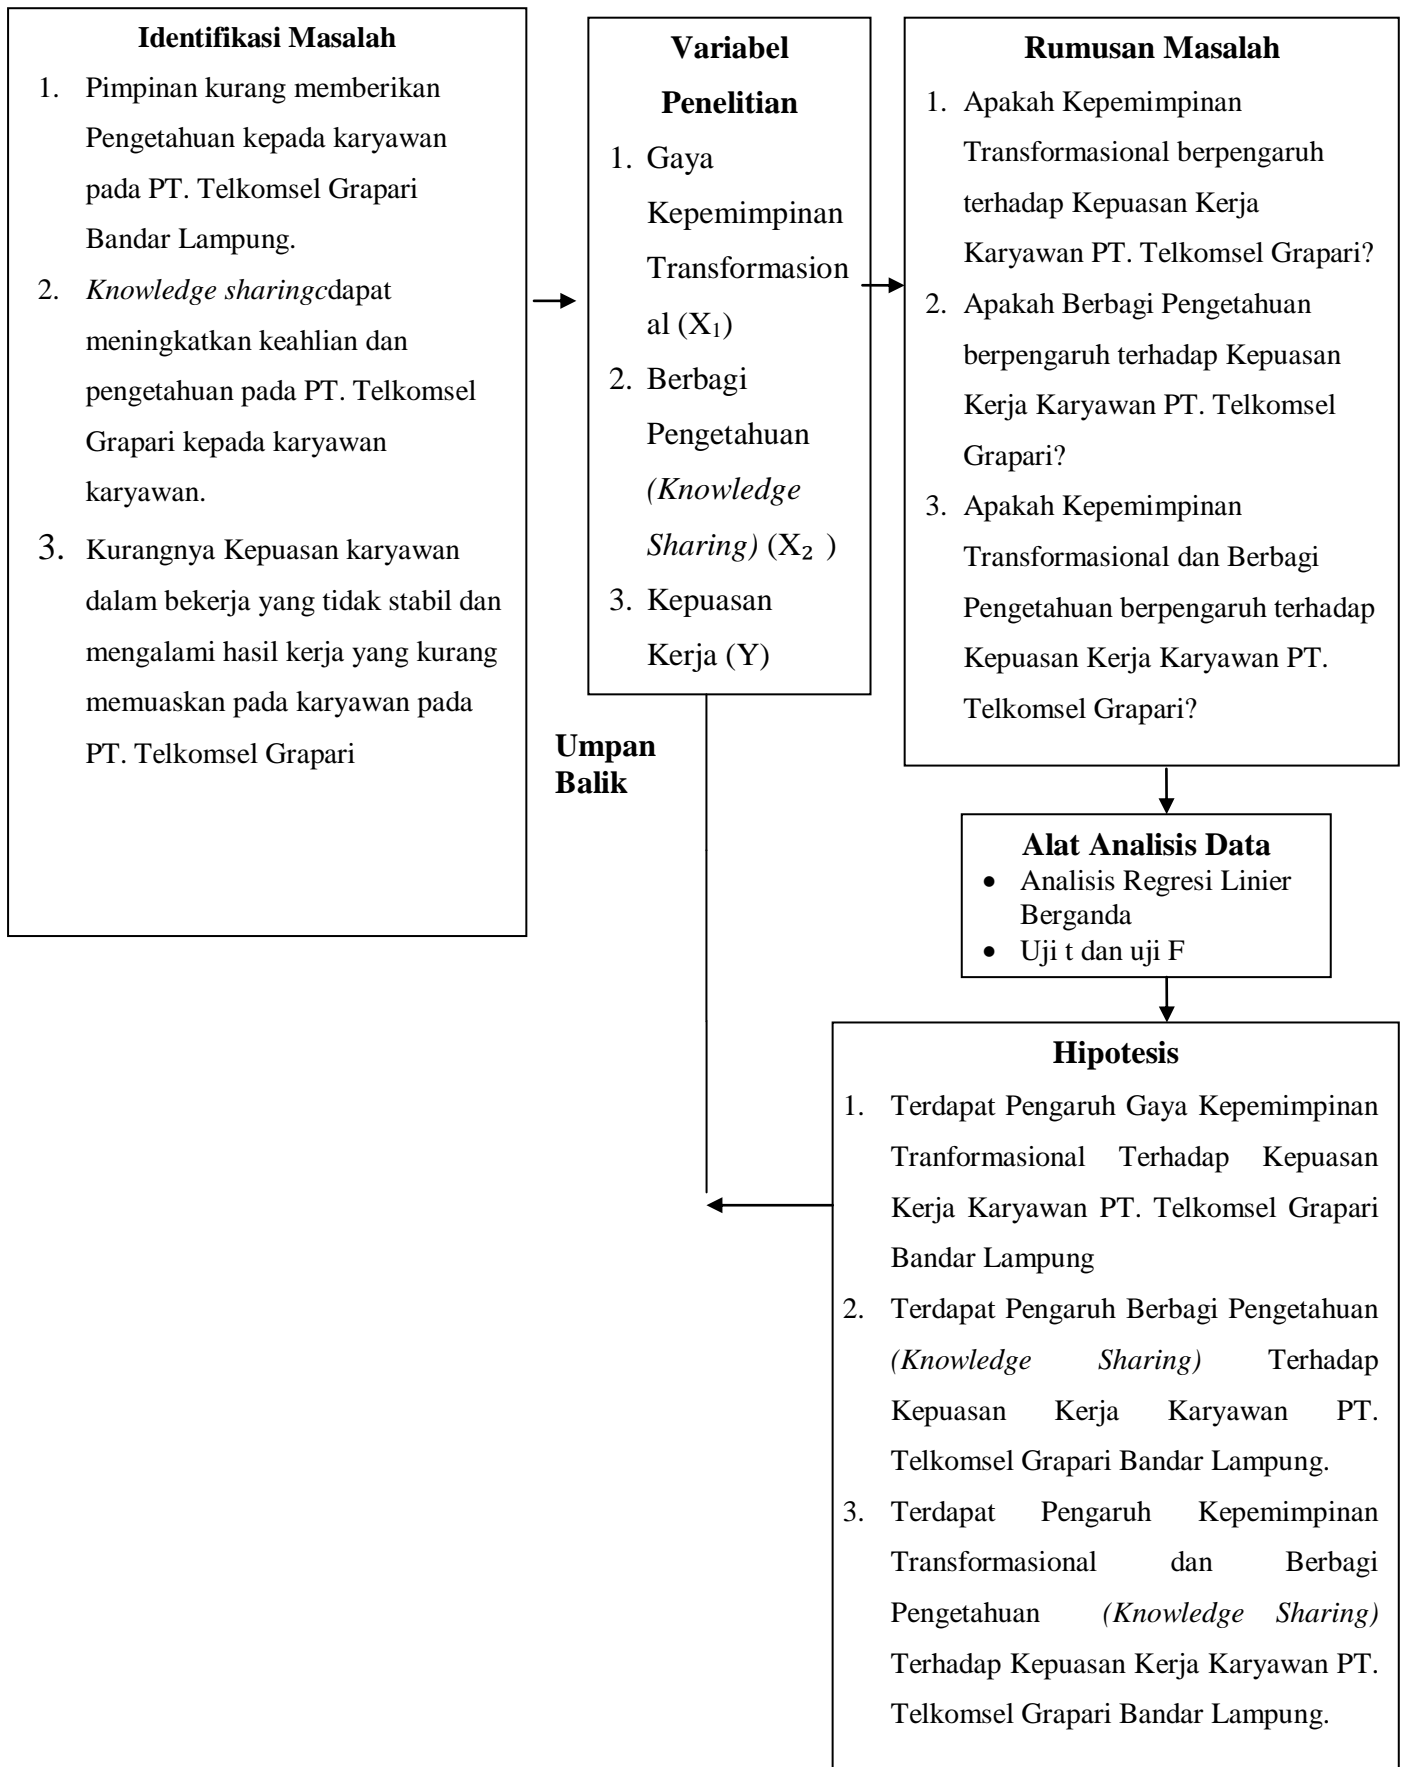 Identifikasi Masalah
1. Pimpinan kurang memberikan
Pengetahuan kepada karyawan
pada PT. Telkomsel Grapari
Bandar Lampung.
2. Knowledge sharingcdapat
meningkatkan keahlian dan
pengetahuan pada PT. Telkomsel
Grapari kepada karyawan
karyawan.
3. Kurangnya Kepuasan karyawan
dalam bekerja yang tidak stabil dan
mengalami hasil kerja yang kurang
memuaskan pada karyawan pada
PT. Telkomsel Grapari
Variabel
Penelitian
1. Gaya
Kepemimpinan
Transformasion
al (X₁)
2. Berbagi
Pengetahuan
(Knowledge
Sharing) (X₂ )
3. Kepuasan
Kerja (Y)
Rumusan Masalah
1. Apakah Kepemimpinan
Transformasional berpengaruh
terhadap Kepuasan Kerja
Karyawan PT. Telkomsel Grapari?
2. Apakah Berbagi Pengetahuan
berpengaruh terhadap Kepuasan
Kerja Karyawan PT. Telkomsel
Grapari?
3. Apakah Kepemimpinan
Transformasional dan Berbagi
Pengetahuan berpengaruh terhadap
Kepuasan Kerja Karyawan PT.
Telkomsel Grapari?
Umpan
Balik
Alat Analisis Data
• Analisis Regresi Linier
Berganda
• Uji t dan uji F
Hipotesis
1. Terdapat Pengaruh Gaya Kepemimpinan
Tranformasional Terhadap Kepuasan
Kerja Karyawan PT. Telkomsel Grapari
Bandar Lampung
2. Terdapat Pengaruh Berbagi Pengetahuan
(Knowledge Sharing) Terhadap
Kepuasan Kerja Karyawan PT.
Telkomsel Grapari Bandar Lampung.
3. Terdapat Pengaruh Kepemimpinan
Transformasional dan Berbagi
Pengetahuan (Knowledge Sharing)
Terhadap Kepuasan Kerja Karyawan PT.
Telkomsel Grapari Bandar Lampung.